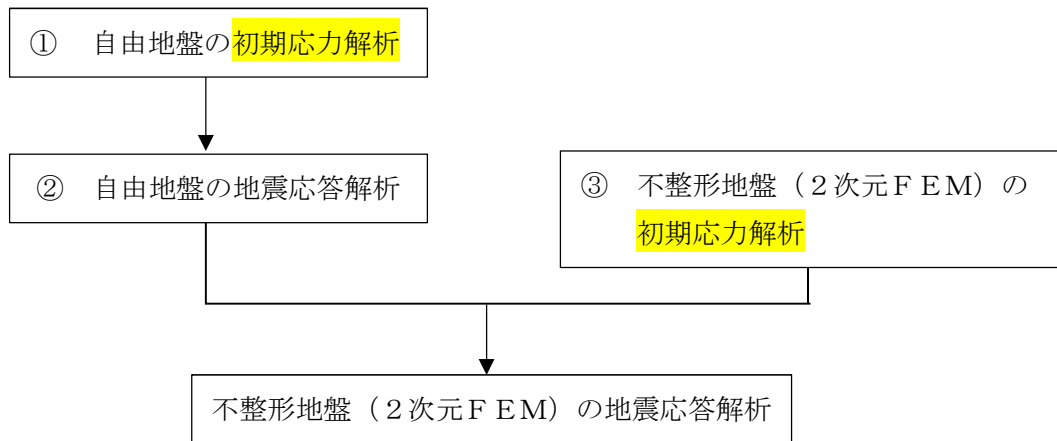 ① 自由地盤の初期応力解析
② 自由地盤の地震応答解析
③ 不整形地盤（２次元ＦＥＭ）の
初期応力解析
不整形地盤（２次元ＦＥＭ）の地震応答解析